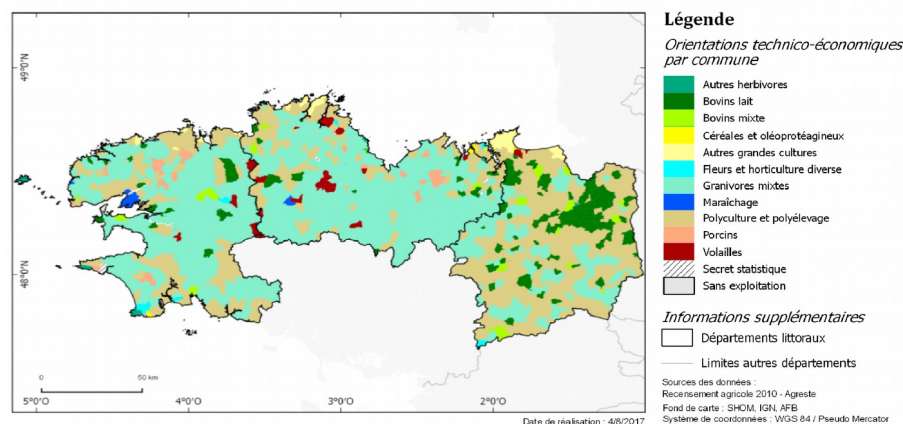 49°0'N
48°0'N
0
50 km
5°0'O
4°0'O
3°0'O
2°0'O
Date de réalisation : 4/8/2017
Légende
Orientations technico-économiques
par commune
Autres herbivores
Bovins lait
Bovins mixte
Céréales et oléoprotéagineux
Autres grandes cultures
Fleurs et horticulture diverse
Granivores mixtes
Maraîchage
Polyculture et polyélevage
Porcins
Volailles
Secret statistique
Sans exploitation
Informations supplémentaires
Départements littoraux
Limites autres départements
Sources des données :
Recensement agricole 2010 - Agreste
Fond de carte : SHOM, IGN, AFB
Système de coordonnées : WGS 84 / Pseudo Mercator